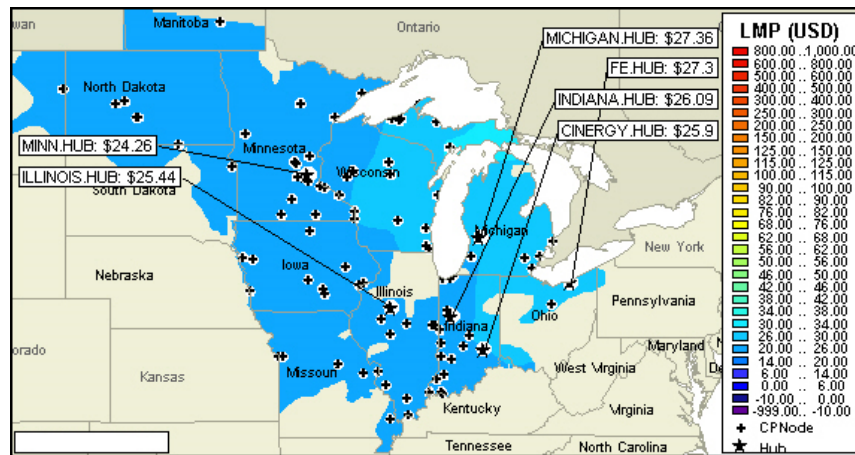 wan
Manitoba
Ontario
North Dakota
Minnesota
South Dakota
Wisconsin
Michigan
Nebraska
Iowa
Illinois
Indiana
Ohio
New York
Pennsylvania
orado
Kansas
Missouri
West Virginia
Maryland
N
De
Kentucky
Virginia
Tennessee
North Carolina
MICHIGAN.HUB: $27.36
FE.HUB: $27.3
INDIANA.HUB: $26.09
CINERGY.HUB: $25.9
MINN.HUB: $24.26
ILLINOIS.HUB: $25.44
LMP (USD)
800.00 ..1,000.00
600.00 .. 800.00
500.00 .. 600.00
400.00 .. 500.00
300.00 .. 400.00
250.00 .. 300.00
200.00 .. 250.00
150.00 .. 200.00
125.00 .. 150.00
115.00 .. 125.00
100.00 .. 115.00
90.00 .. 100.00
82.00 .. 90.00
76.00 .. 82.00
68.00 .. 76.00
62.00 .. 68.00
56.00 .. 62.00
50.00 .. 56.00
46.00 .. 50.00
42.00 .. 46.00
38.00 .. 42.00
34.00 .. 38.00
30.00 .. 34.00
26.00 .. 30.00
20.00 .. 26.00
14.00 .. 20.00
6.00 .. 14.00
0.00 .. 6.00
-10.00 .. 0.00
-999.00.. -10.00
CPNode
Hub